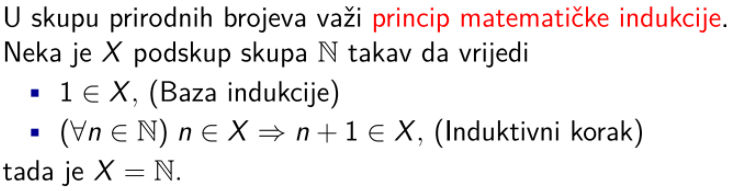 U skupu prirodnih brojeva važi princip matematičke indukcije.
Neka je X podskup skupa ℕ takav da vrijedi
▪ 1 ∈ X, (Baza indukcije)
▪ (∀n ∈ ℕ) n ∈ X ⇒ n + 1 ∈ X, (Induktivni korak)
tada je X = ℕ.